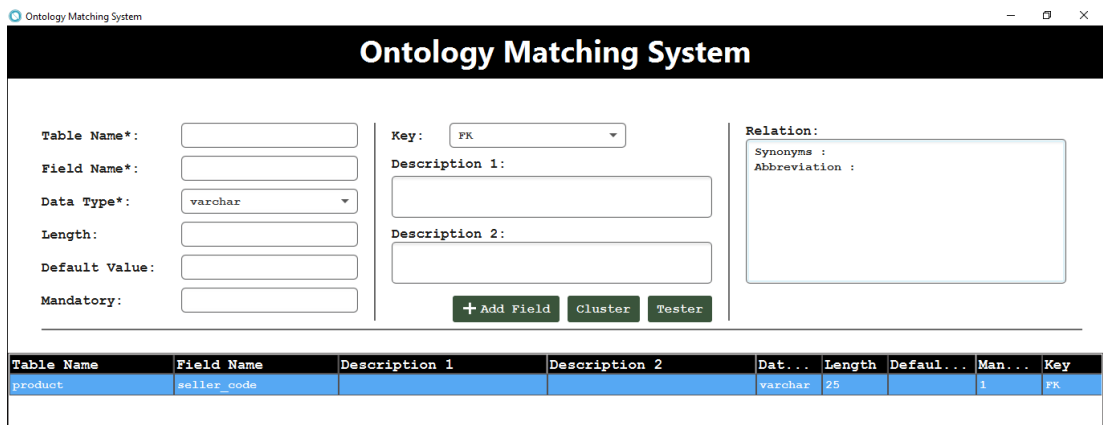 Ontology Matching System
Ontology Matching System
Table Name*:
Field Name*:
Data Type*: varchar
Length:
Default Value:
Mandatory:
Key: FK
Description 1:
Description 2:
+ Add Field Cluster Tester
Relation:
Synonyms :
Abbreviation :
Table Name Field Name Description 1 Description 2 Dat... Length Defaul... Man... Key
product seller_code varchar 25 1 FK